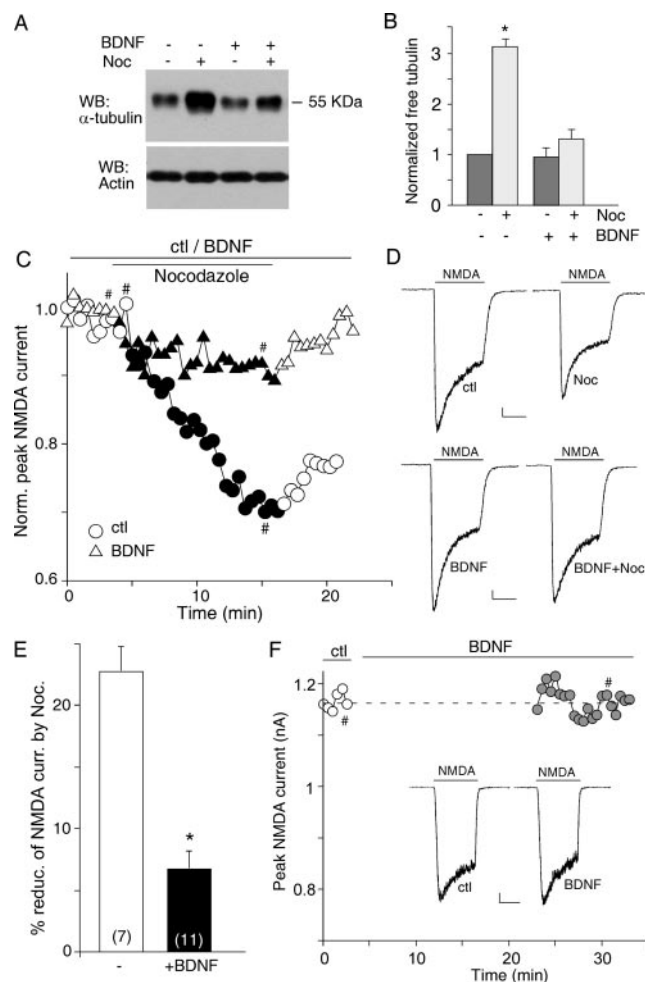 A
BDNF - - + +
Noc - + - +
WB:
α-tubulin
– 55 KDa
WB:
Actin
B
Normalized free tubulin
3
2
1
0
*
- + - + Noc
- - + + BDNF
C
ctl / BDNF
Nocodazole
Norm. peak NMDA current
1.0
0.8
0.6
# #
#
#
ctl
BDNF
0 10 20
Time (min)
D
NMDA NMDA
ctl Noc
NMDA NMDA
BDNF BDNF+Noc
E
% reduc. of NMDA curr. by Noc.
20
10
0
*
(7) (11)
- +BDNF
F
ctl BDNF
Peak NMDA current (nA)
1.2
1
0.8
# #
NMDA NMDA
ctl BDNF
0 10 20 30
Time (min)